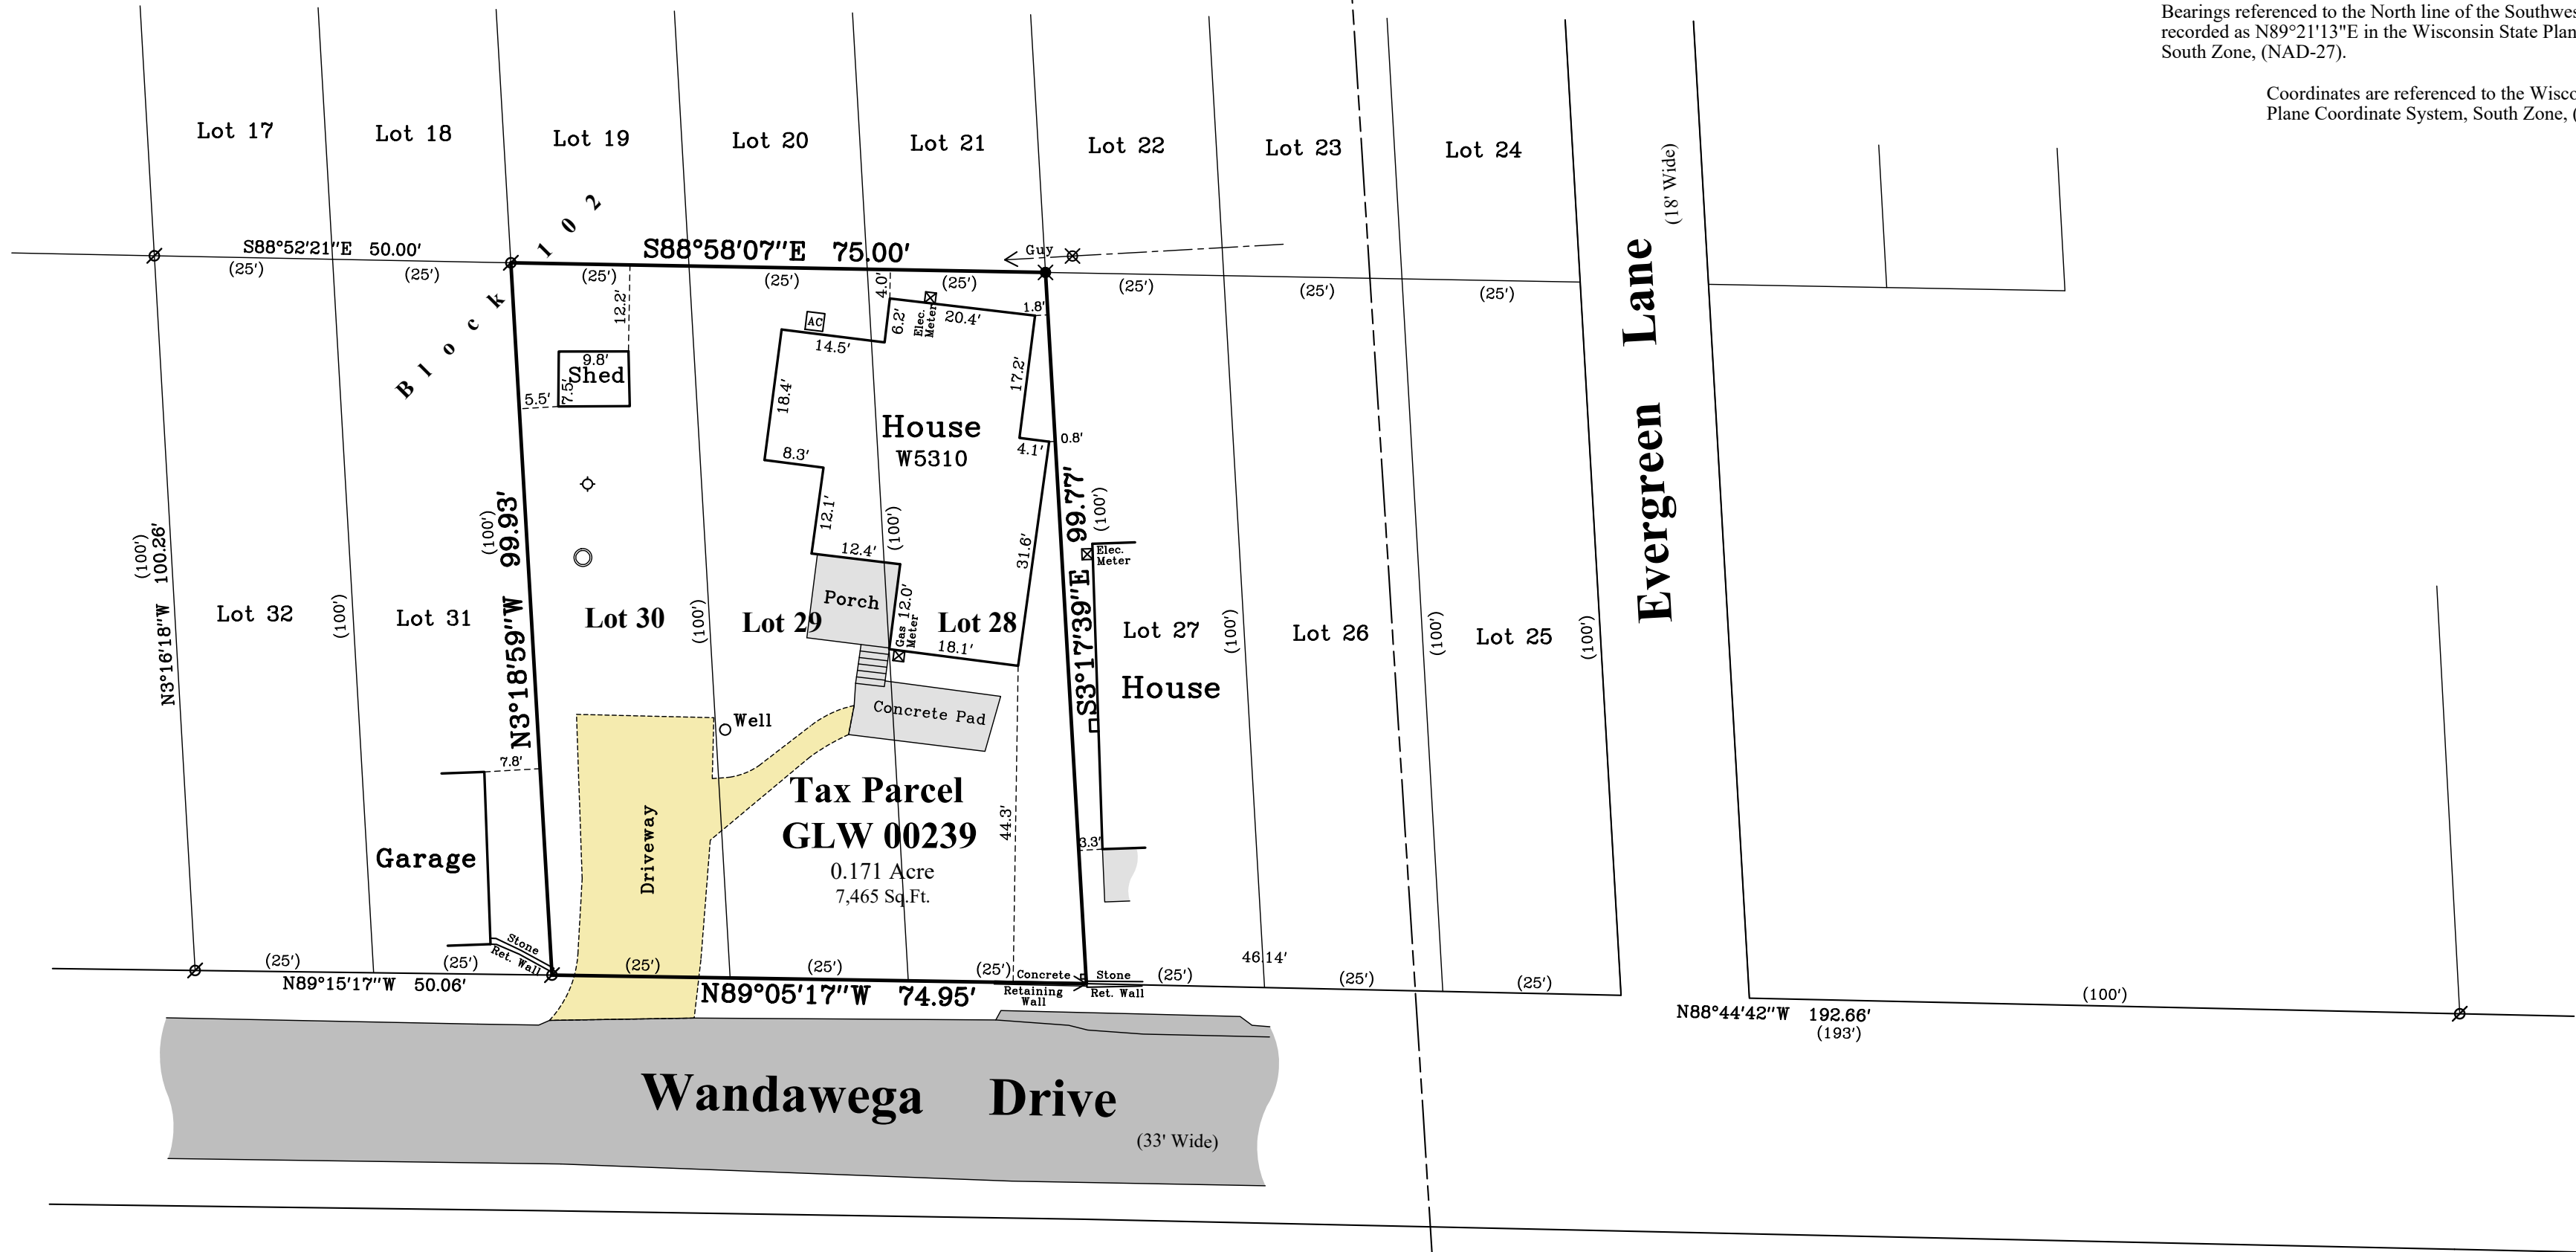 Bearings referenced to the North line of the Southwes
recorded as N89°21'13"E in the Wisconsin State Plan
South Zone, (NAD-27).
Coordinates are referenced to the Wisco
Plane Coordinate System, South Zone, (
Lot 17
Lot 18
Lot 19
Lot 20
Lot 21
Lot 22
Lot 23
Lot 24
(18' Wide)
Evergreen Lane
Block 102
S88°52'21"E 50.00'
S88°58'07"E 75.00'
Guy
(25')
(25')
(25')
(25')
(25')
(25')
(25')
(25')
12.2'
4.0'
1.8'
AC
6.2'
Elec.
Meter
20.4'
14.5'
9.8'
Shed
7.5'
5.5'
18.4'
17.2'
House
W5310
0.8'
4.1'
8.3'
12.1'
(100')
12.4'
31.6'
(100')
N3°16'18"W 100.26'
(100')
N3°18'59"W 99.93'
S3°17'39"E 99.77'
(100')
Elec.
Meter
Porch
12.0'
Gas
Meter
18.1'
Lot 32
(100')
Lot 31
Lot 30
(100')
Lot 29
Lot 28
Lot 27
(100')
Lot 26
(100')
Lot 25
(100')
House
Concrete Pad
Well
7.8'
Tax Parcel
GLW 00239
0.171 Acre
7,465 Sq.Ft.
Driveway
44.3'
3.3'
Garage
Stone
Ret. Wall
(25')
(25')
(25')
(25')
(25')
Concrete
Retaining
Wall
Stone
Ret. Wall
(25')
46.14'
(25')
(25')
(100')
N89°15'17"W 50.06'
N89°05'17"W 74.95'
N88°44'42"W 192.66'
(193')
Wandawega Drive
(33' Wide)